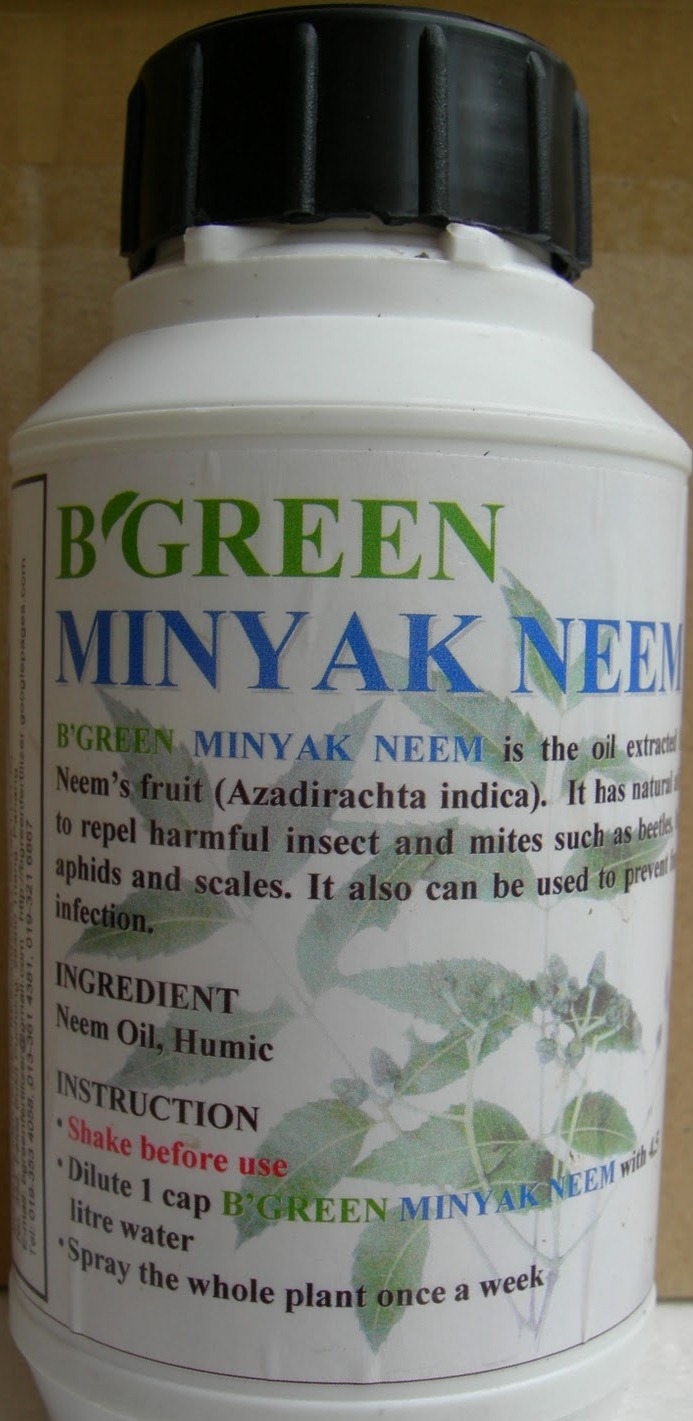 B'GREEN
MINYAK NEEM
B'GREEN MINYAK NEEM is the oil extracted
Neem's fruit (Azadirachta indica). It has natural
to repel harmful insect and mites such as beetles,
aphids and scales. It also can be used to prevent
infection.
INGREDIENT
Neem Oil, Humic
INSTRUCTION
• Shake before use
• Dilute 1 cap B'GREEN MINYAK NEEM with 4.5
litre water
• Spray the whole plant once a week